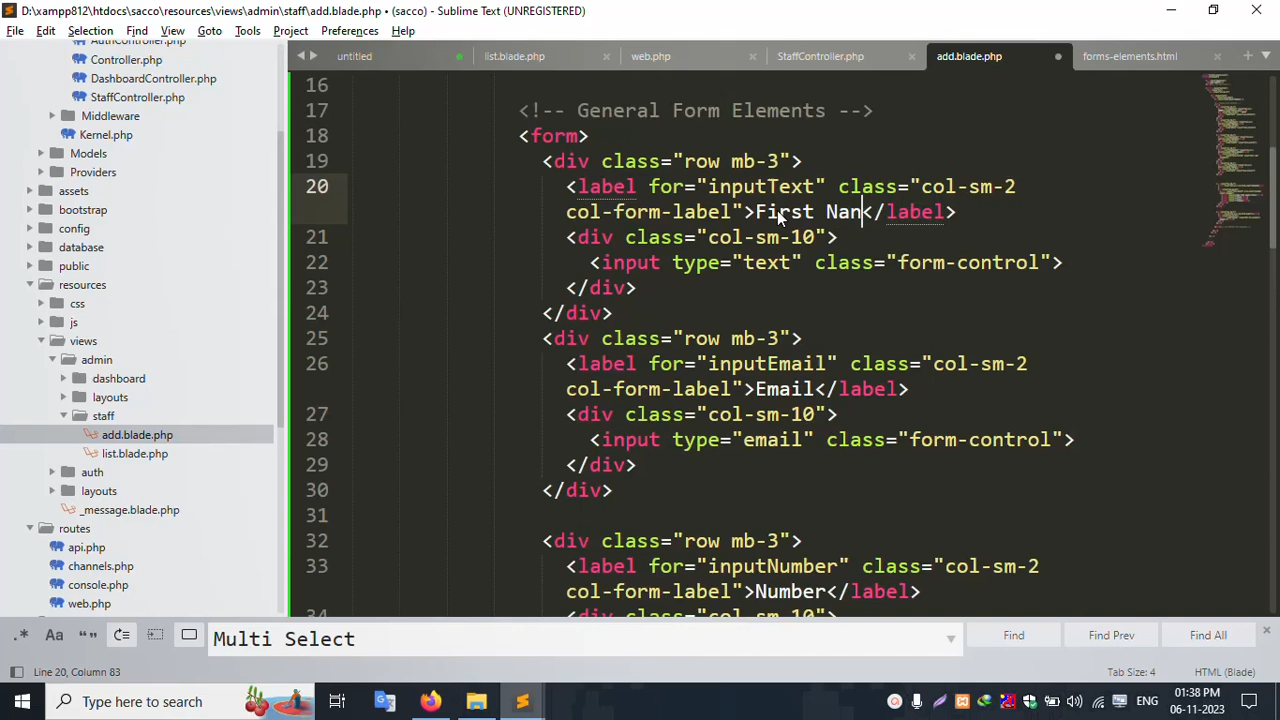 D:\xampp812\htdocs\sacco\resources\views\admin\staff\add.blade.php • (sacco) - Sublime Text (UNREGISTERED)
File Edit Selection Find View Goto Tools Project Preferences Help
AuthController.php
Controller.php
DashboardController.php
StaffController.php
Middleware
Kernel.php
Models
Providers
assets
bootstrap
config
database
public
resources
css
js
views
admin
dashboard
layouts
staff
add.blade.php
list.blade.php
auth
layouts
_message.blade.php
routes
api.php
channels.php
console.php
web.php
untitled list.blade.php web.php StaffController.php add.blade.php forms-elements.html
16
17 <!-- General Form Elements -->
18 <form>
19 <div class="row mb-3">
20 <label for="inputText" class="col-sm-2
col-form-label">First Nan</label>
21 <div class="col-sm-10">
22 <input type="text" class="form-control">
23 </div>
24 </div>
25 <div class="row mb-3">
26 <label for="inputEmail" class="col-sm-2
col-form-label">Email</label>
27 <div class="col-sm-10">
28 <input type="email" class="form-control">
29 </div>
30 </div>
31
32 <div class="row mb-3">
33 <label for="inputNumber" class="col-sm-2
col-form-label">Number</label>
34 <div class="col-sm-10">
.* Aa “” Multi Select Find Find Prev Find All
Line 20, Column 83 Tab Size: 4 HTML (Blade)
Type here to search ENG 01:38 PM
06-11-2023